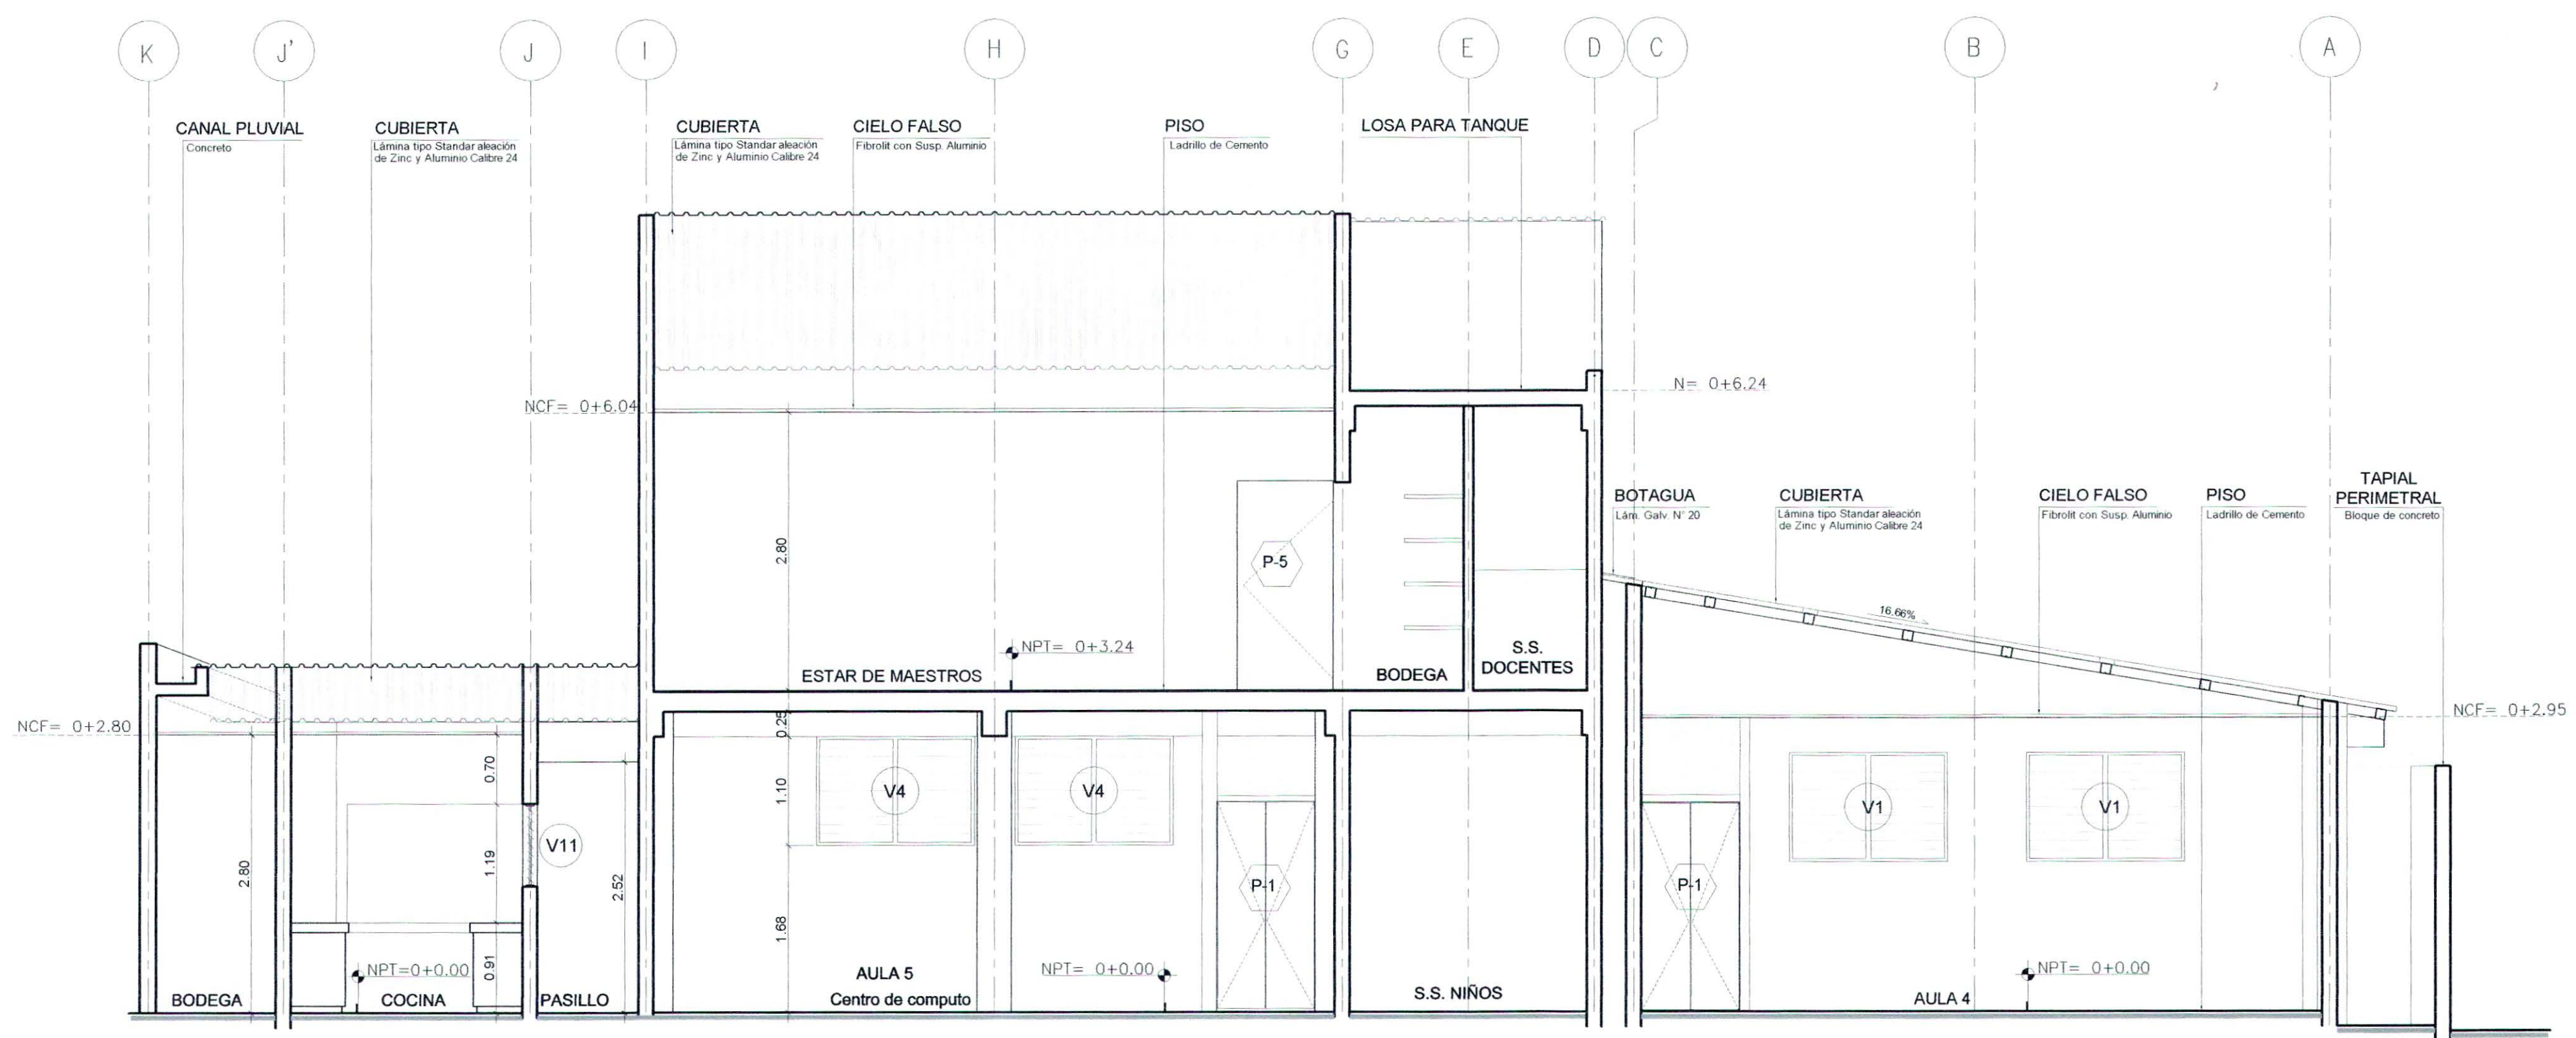 K
J'
J
I
H
G
E
D
C
B
A
CANAL PLUVIAL
Concreto
CUBIERTA
Lámina tipo Standar aleación
de Zinc y Aluminio Calibre 24
CUBIERTA
Lámina tipo Standar aleación
de Zinc y Aluminio Calibre 24
CIELO FALSO
Fibrolit con Susp. Aluminio
PISO
Ladrillo de Cemento
LOSA PARA TANQUE
N= 0+6.24
NCF= 0+6.04
BOTAGUA
Lám. Galv. N° 20
CUBIERTA
Lámina tipo Standar aleación
de Zinc y Aluminio Calibre 24
CIELO FALSO
Fibrolit con Susp. Aluminio
PISO
Ladrillo de Cemento
TAPIAL
PERIMETRAL
Bloque de concreto
2.80
P-5
16.66%
NPT= 0+3.24
ESTAR DE MAESTROS
BODEGA
S.S.
DOCENTES
NCF= 0+2.80
NCF= 0+2.95
0.25
0.70
1.10
V4
V4
V1
V1
V11
2.80
1.19
2.52
P-1
P-1
1.68
0.91
NPT=0+0.00
AULA 5
NPT= 0+0.00
NPT= 0+0.00
BODEGA
COCINA
PASILLO
Centro de computo
S.S. NIÑOS
AULA 4